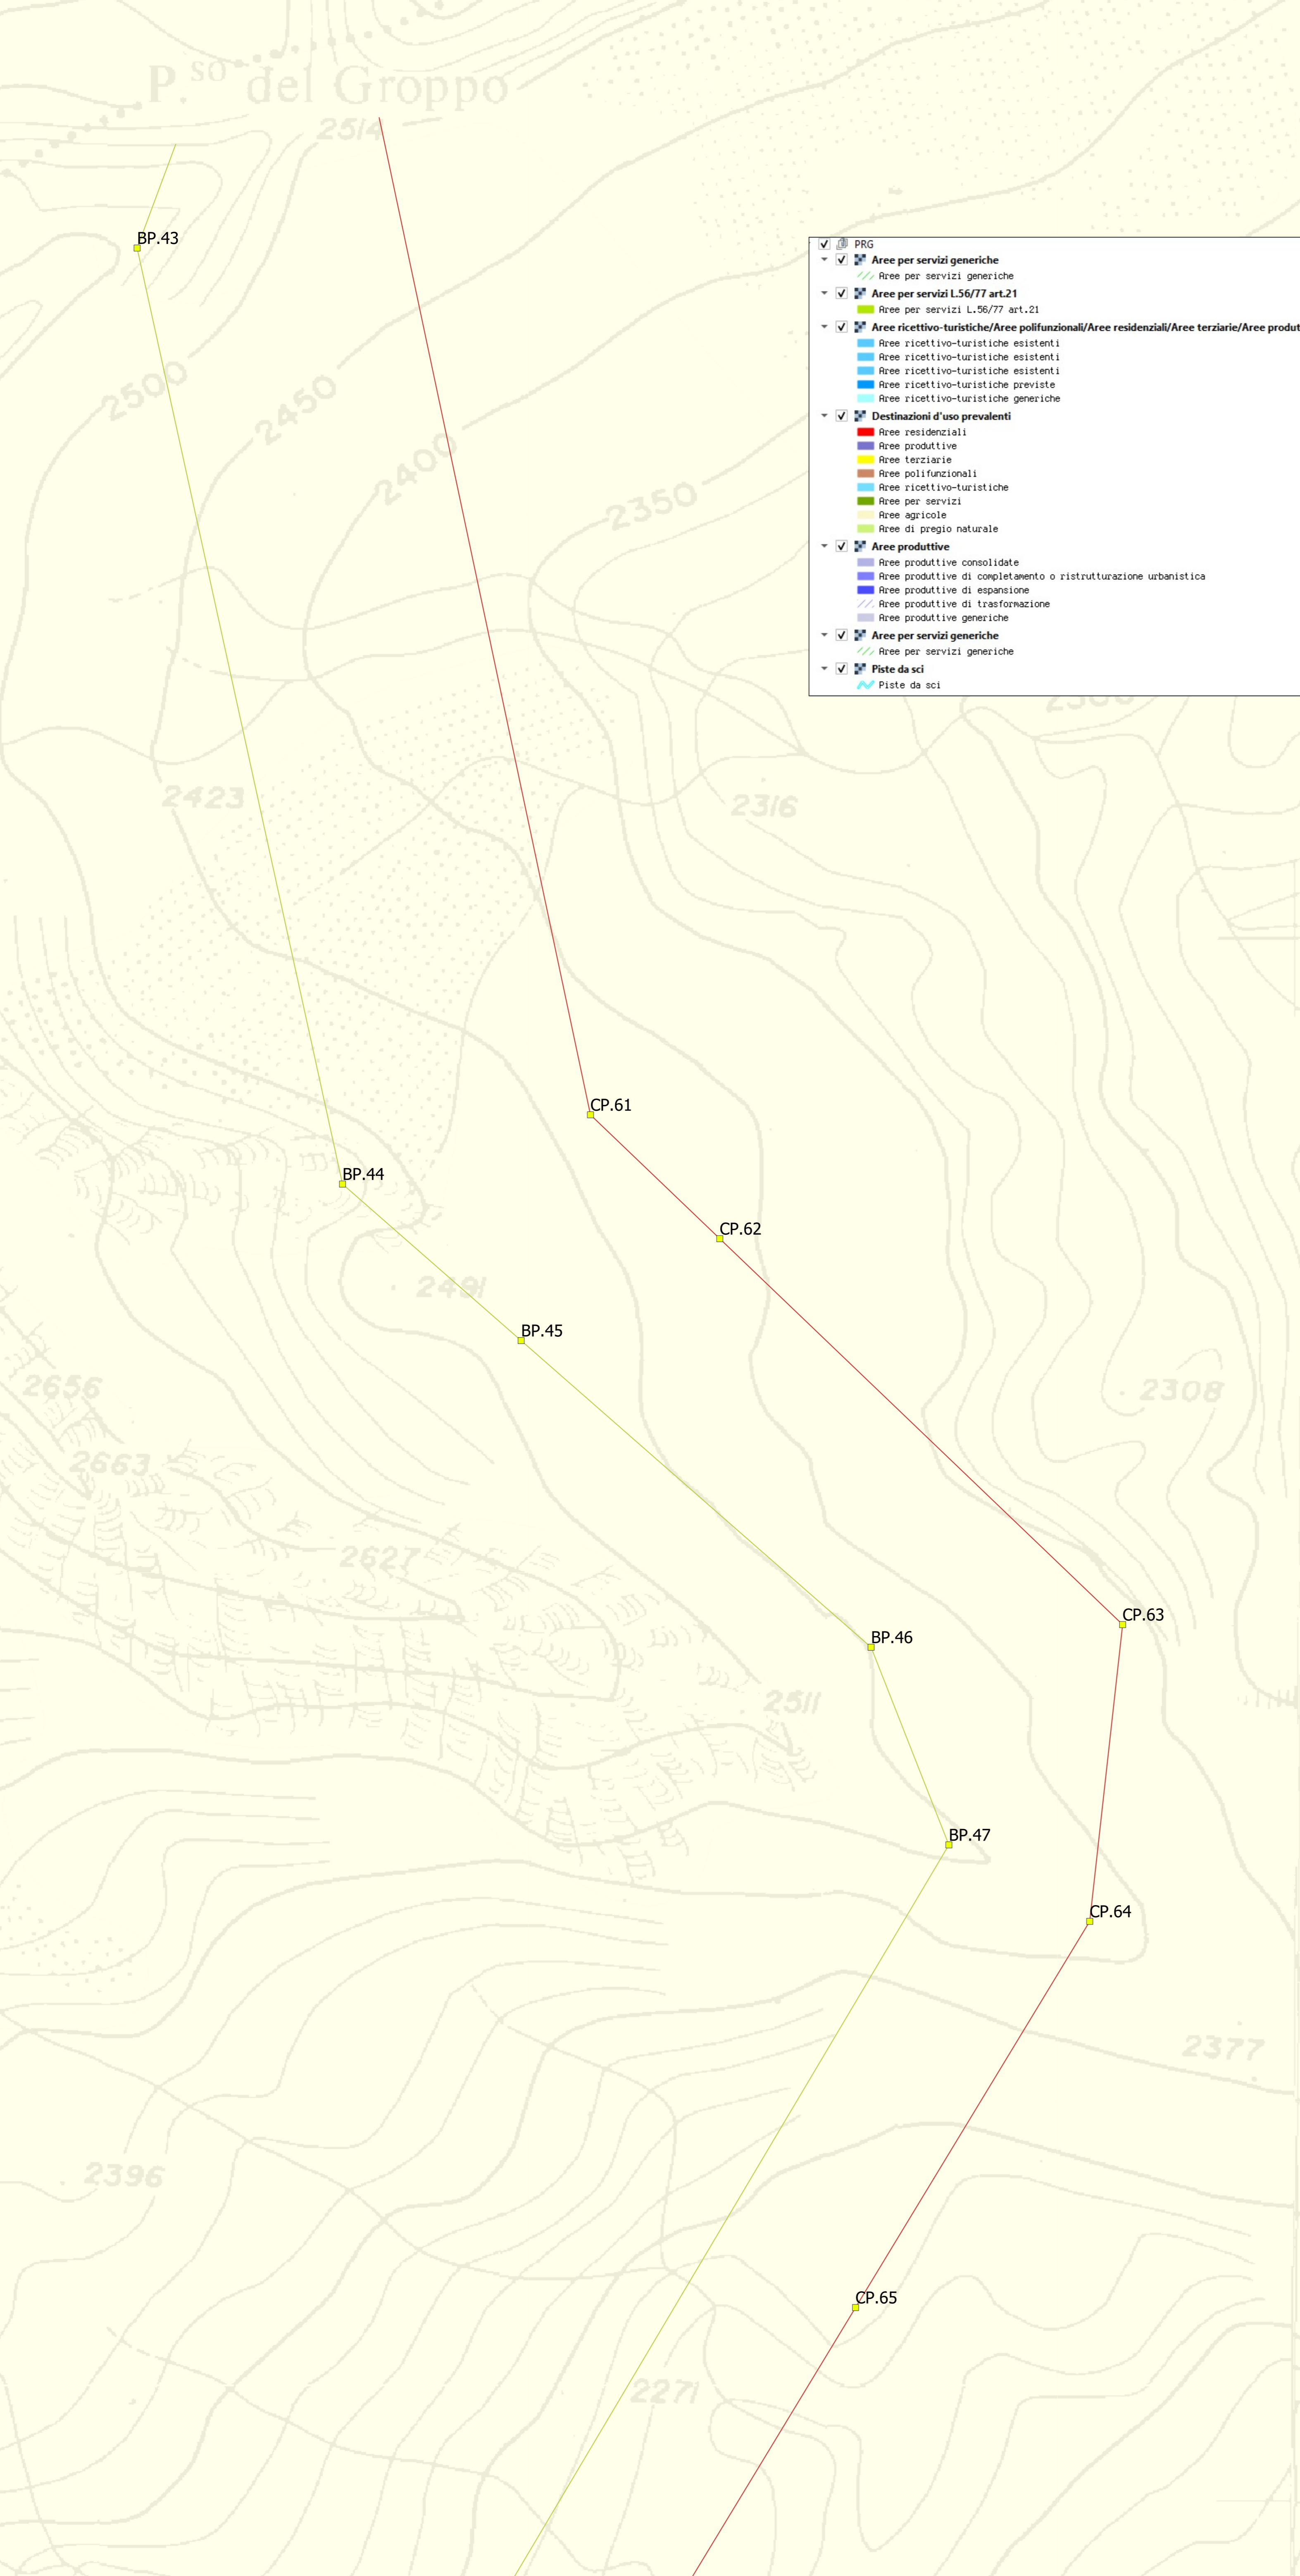 P.so del Groppo
2514
BP.43
PRG
Aree per servizi generiche
Aree per servizi generiche
Aree per servizi L.56/77 art.21
Aree per servizi L.56/77 art.21
Aree ricettivo-turistiche/Aree polifunzionali/Aree residenziali/Aree terziarie/Aree produt
Aree ricettivo-turistiche esistenti
Aree ricettivo-turistiche esistenti
Aree ricettivo-turistiche esistenti
Aree ricettivo-turistiche previste
Aree ricettivo-turistiche generiche
Destinazioni d'uso prevalenti
Aree residenziali
Aree produttive
Aree terziarie
Aree polifunzionali
Aree ricettivo-turistiche
Aree per servizi
Aree agricole
Aree di pregio naturale
Aree produttive
Aree produttive consolidate
Aree produttive di completamento o ristrutturazione urbanistica
Aree produttive di espansione
Aree produttive di trasformazione
Aree produttive generiche
Aree per servizi generiche
Aree per servizi generiche
Piste da sci
Piste da sci
2500
2450
2400
2350
2300
2423
2316
CP.61
BP.44
CP.62
2491
BP.45
2656
2308
2663
2627
CP.63
BP.46
2511
BP.47
CP.64
2377
2396
CP.65
2271